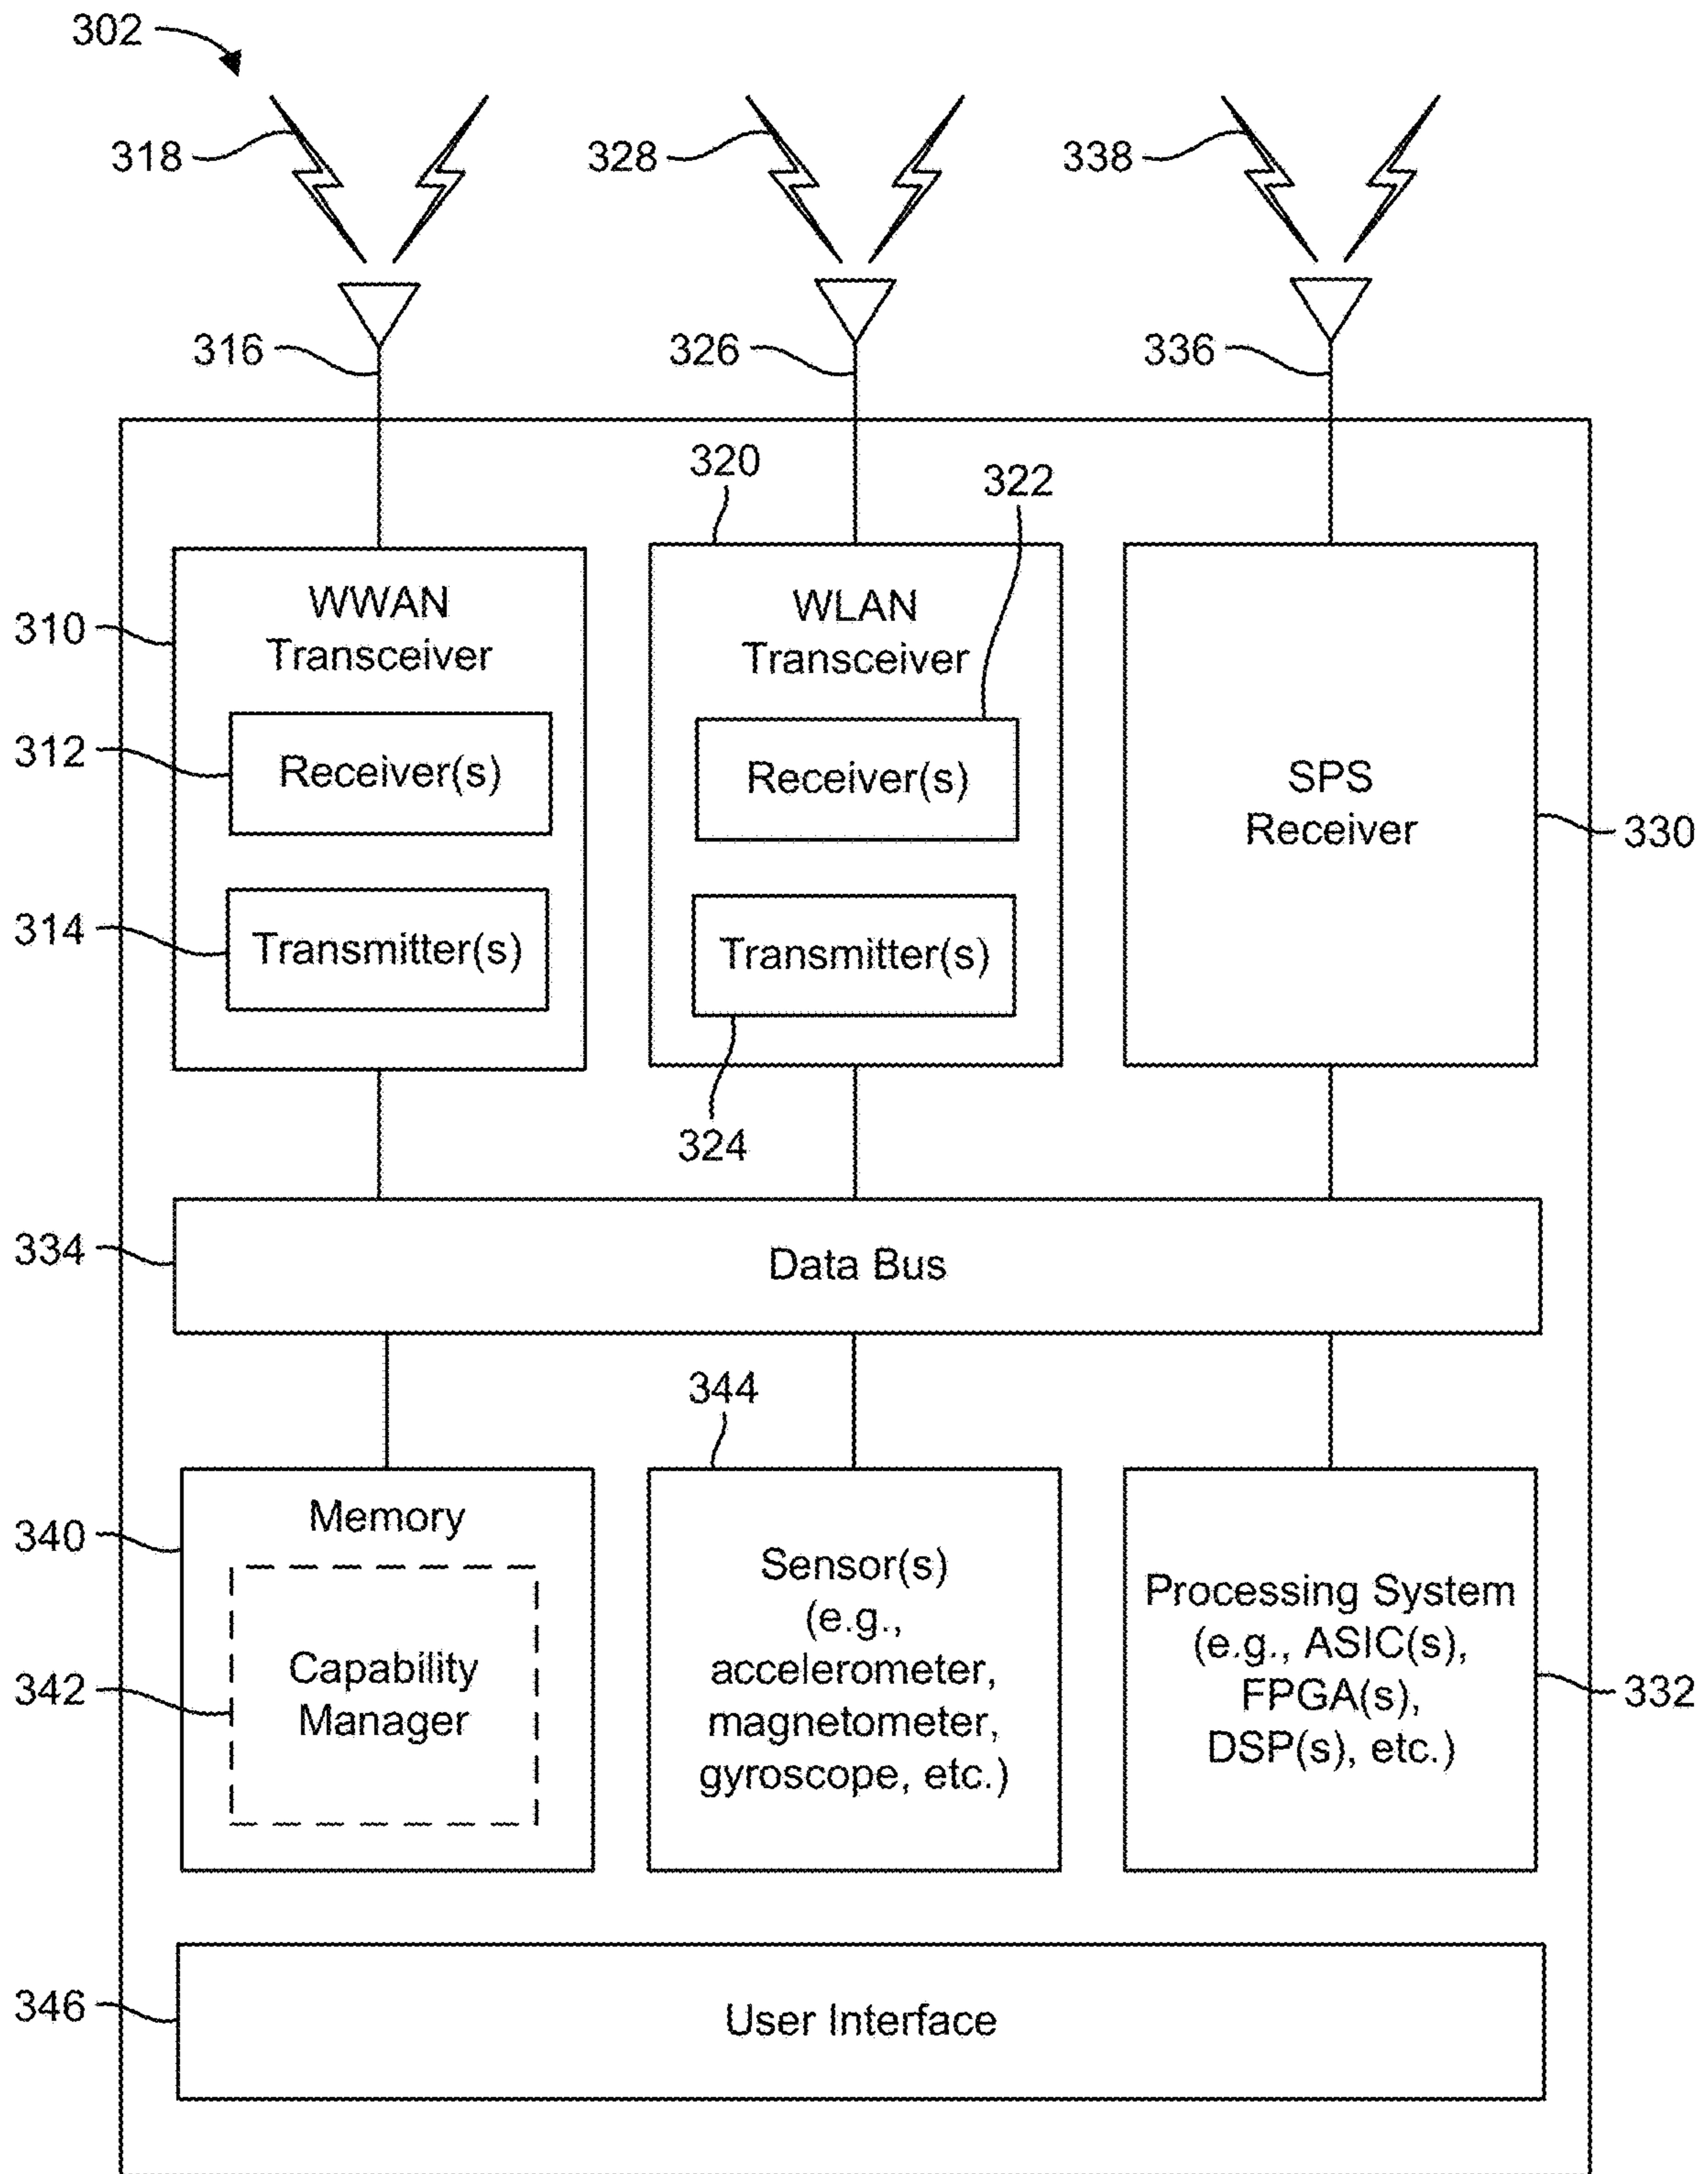 302
318
328
338
316
326
336
320
322
310
WWAN
Transceiver
WLAN
Transceiver
312
Receiver(s)
Receiver(s)
SPS
Receiver
330
314
Transmitter(s)
Transmitter(s)
324
334
Data Bus
344
340
Memory
342
Capability
Manager
Sensor(s)
(e.g.,
accelerometer,
magnetometer,
gyroscope, etc.)
Processing System
(e.g., ASIC(s),
FPGA(s),
DSP(s), etc.)
332
346
User Interface